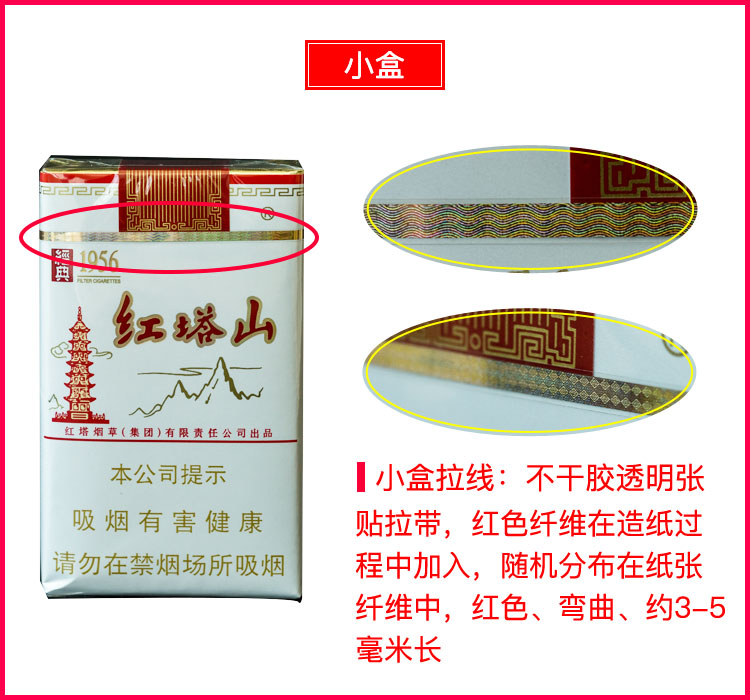 小盒
®
經典
1956
FILTER CIGARETTES
红塔山
红塔烟草(集团)有限责任公司出品
本公司提示
吸烟有害健康
请勿在禁烟场所吸烟
小盒拉线：不干胶透明张
贴拉带，红色纤维在造纸过
程中加入，随机分布在纸张
纤维中，红色、弯曲、约3-5
毫米长